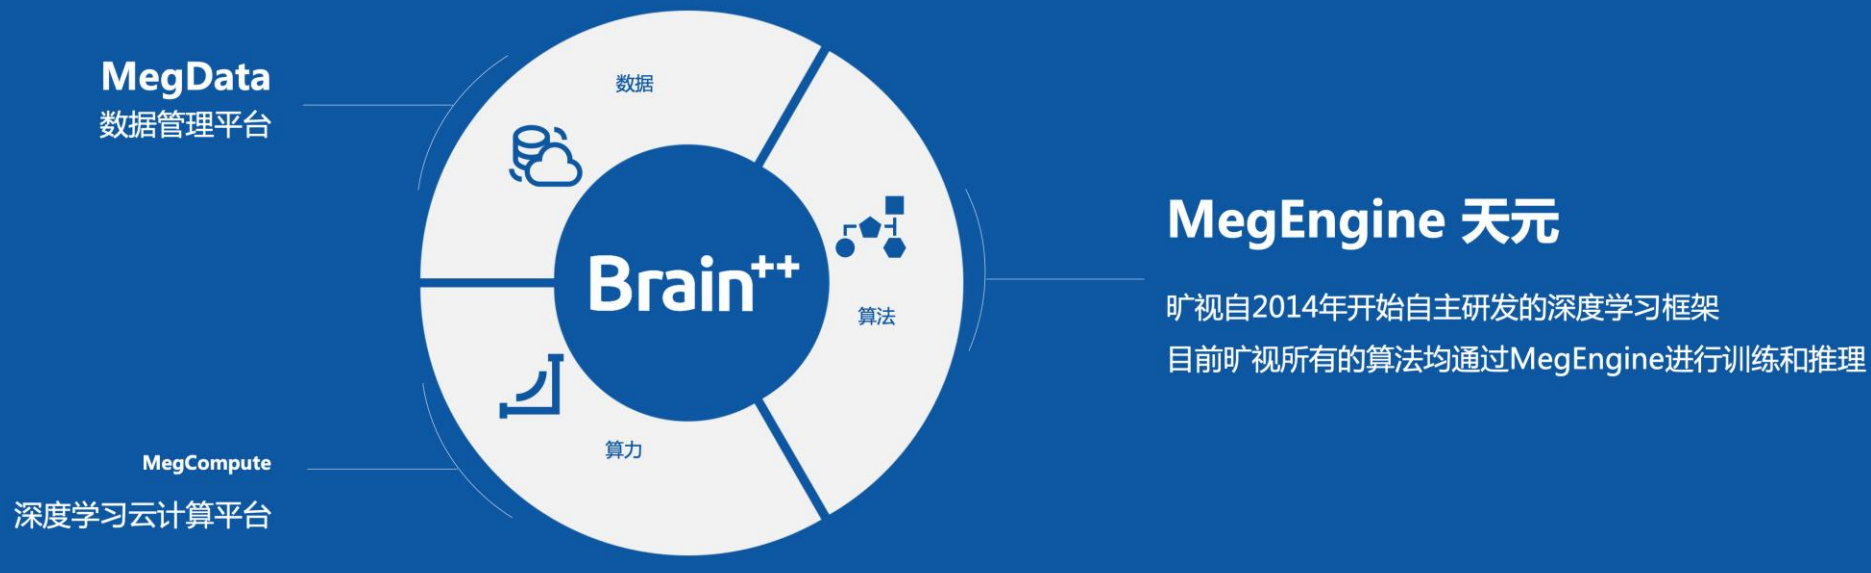 MegData
数据管理平台
数据
Brain++
算法
算力
MegCompute
深度学习云计算平台
MegEngine 天元
旷视自2014年开始自主研发的深度学习框架
目前旷视所有的算法均通过MegEngine进行训练和推理